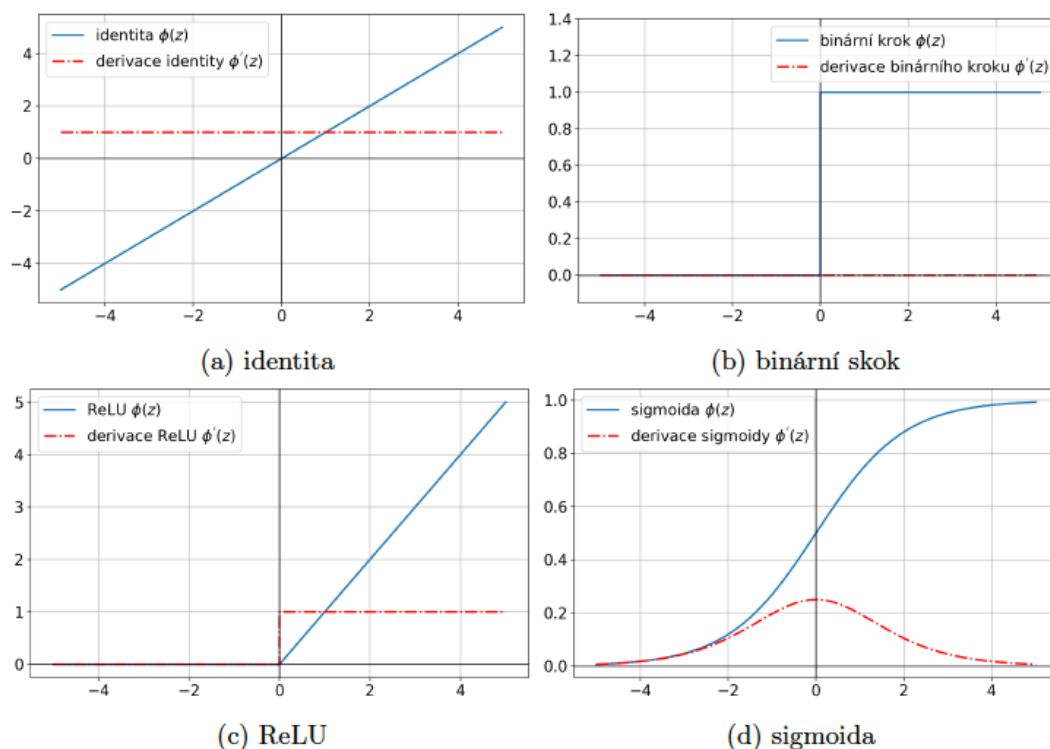 identita ϕ(z)
derivace identity ϕ′(z)
4
2
0
−2
−4
−4 −2 0 2 4
(a) identita
1.4
1.2
1.0
0.8
0.6
0.4
0.2
0.0
binární krok ϕ(z)
derivace binárního kroku ϕ′(z)
−4 −2 0 2 4
(b) binární skok
5
4
3
2
1
0
ReLU ϕ(z)
derivace ReLU ϕ′(z)
−4 −2 0 2 4
(c) ReLU
1.0
0.8
0.6
0.4
0.2
0.0
sigmoida ϕ(z)
derivace sigmoidy ϕ′(z)
−4 −2 0 2 4
(d) sigmoida